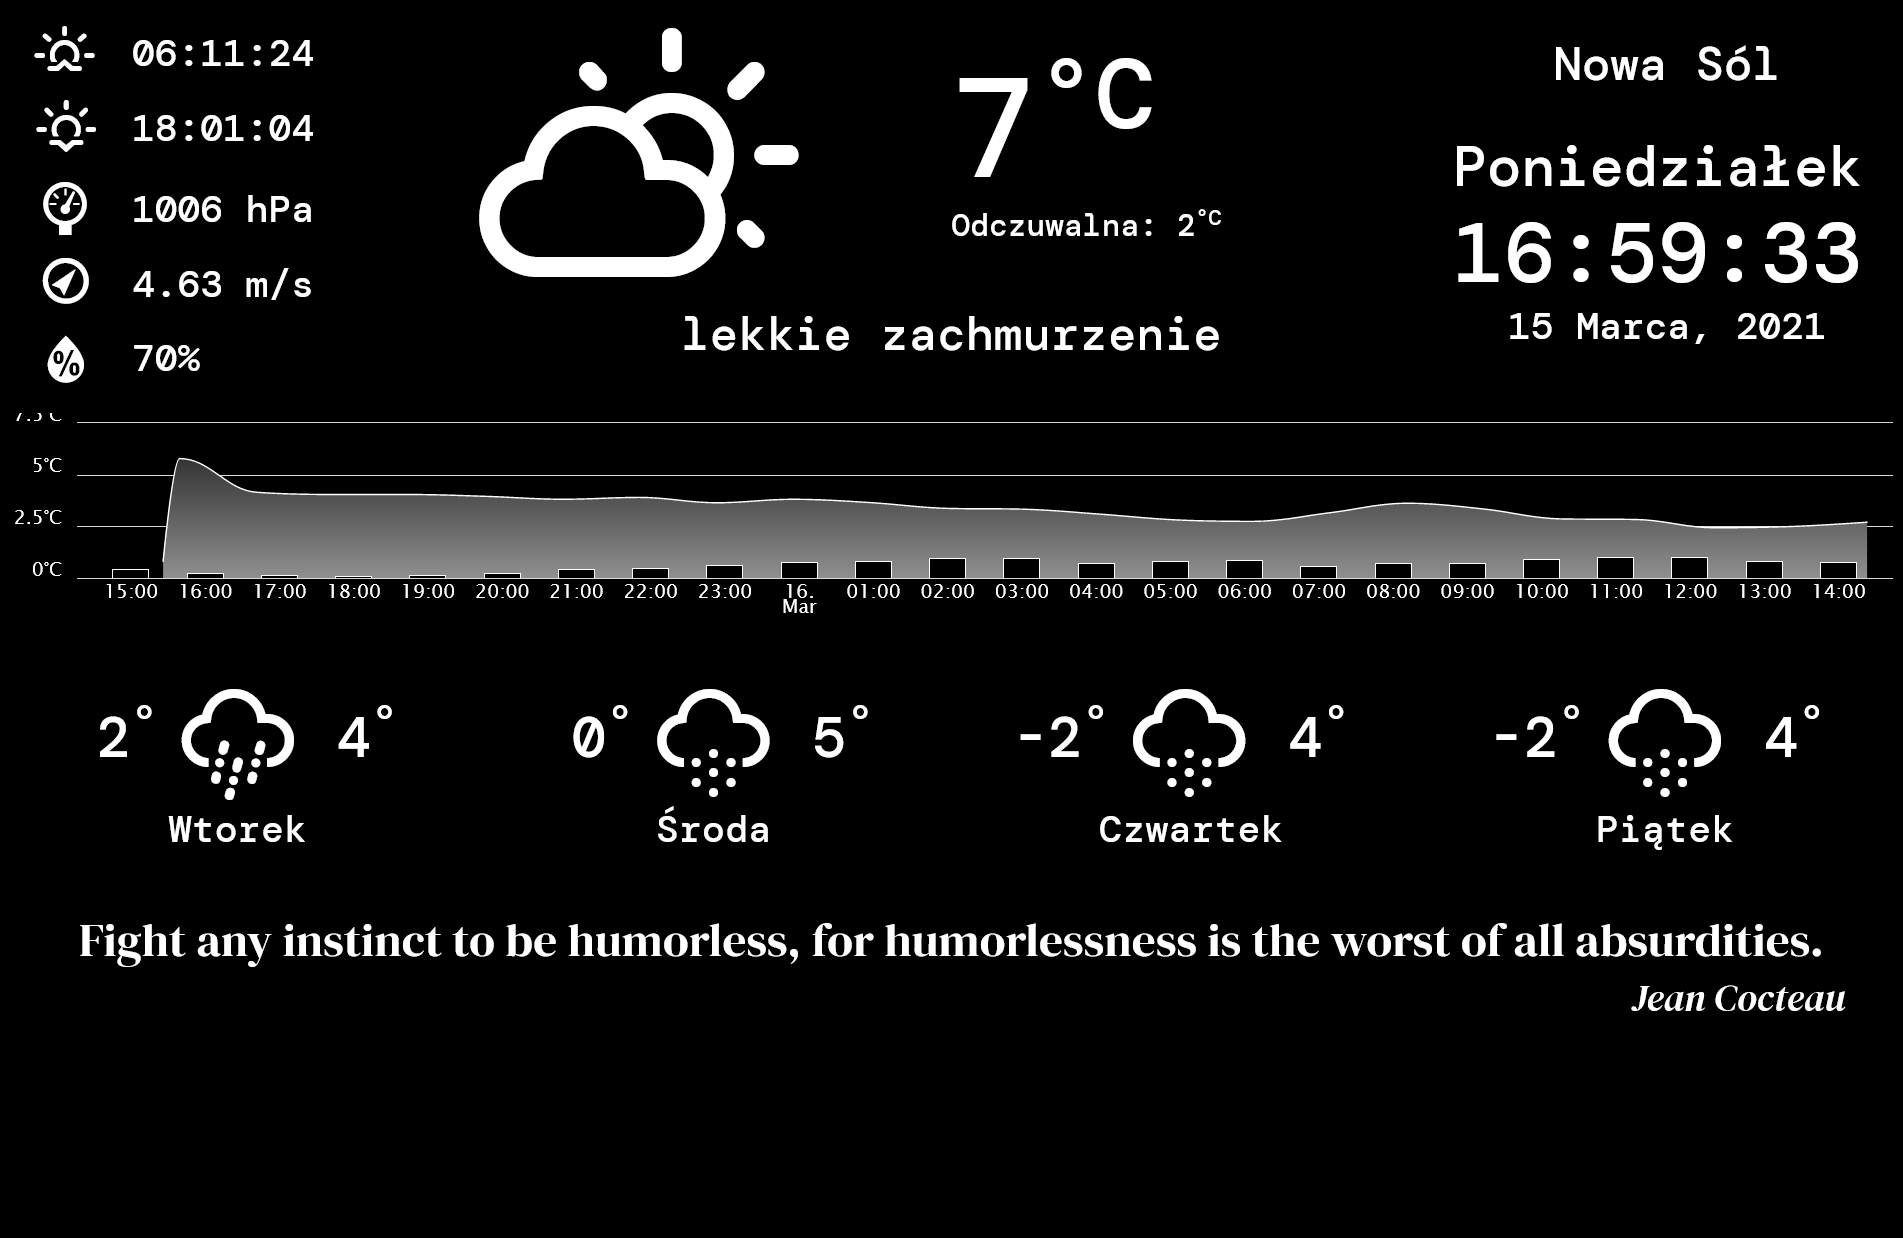 06:11:24
18:01:04
1006 hPa
4.63 m/s
70%
7°C
Odczuwalna: 2°C
lekkie zachmurzenie
Nowa Sól
Poniedziałek
16:59:33
15 Marca, 2021
7.5°C
5°C
2.5°C
0°C
15:00 16:00 17:00 18:00 19:00 20:00 21:00 22:00 23:00 16. 01:00 02:00 03:00 04:00 05:00 06:00 07:00 08:00 09:00 10:00 11:00 12:00 13:00 14:00
Mar
2° 4° 0° 5° -2° 4° -2° 4°
Wtorek Środa Czwartek Piątek
Fight any instinct to be humorless, for humorlessness is the worst of all absurdities.
Jean Cocteau